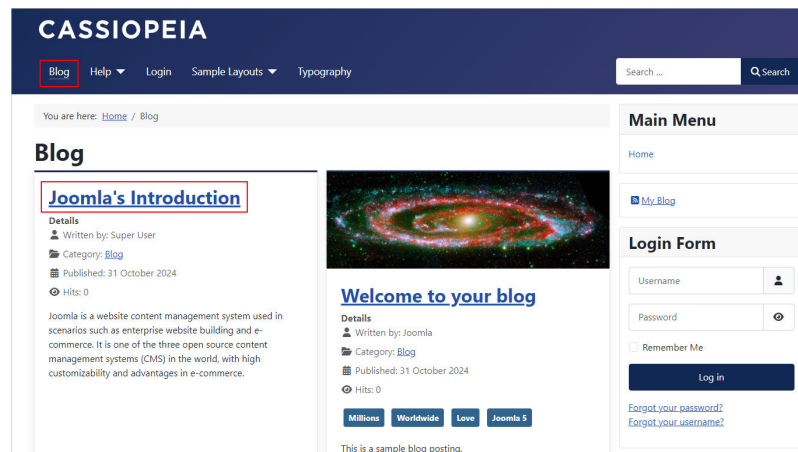 CASSIOPEIA
Blog Help Login Sample Layouts Typography Search ... Search
You are here: Home / Blog
Blog
Joomla's Introduction
Details
Written by: Super User
Category: Blog
Published: 31 October 2024
Hits: 0
Joomla is a website content management system used in
scenarios such as enterprise website building and e-
commerce. It is one of the three open source content
management systems (CMS) in the world, with high
customizability and advantages in e-commerce.
Welcome to your blog
Details
Written by: Joomla
Category: Blog
Published: 31 October 2024
Hits: 0
Millions Worldwide Love Joomla 5
This is a sample blog posting.
Main Menu
Home
My Blog
Login Form
Username
Password
Remember Me
Log in
Forgot your password?
Forgot your username?